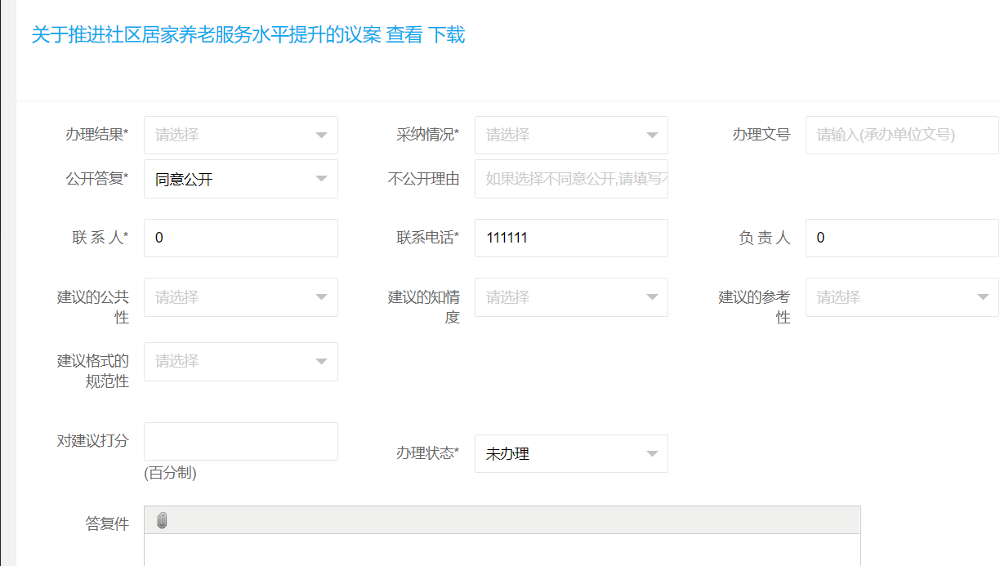 关于推进社区居家养老服务水平提升的议案 查看 下载
办理结果* 请选择 采纳情况* 请选择 办理文号 请输入(承办单位文号)
公开答复* 同意公开 不公开理由 如果选择不同意公开,请填写
联 系 人* 0 联系电话* 111111 负 责 人 0
建议的公共性 请选择 建议的知情度 请选择 建议的参考性 请选择
建议格式的规范性 请选择
对建议打分
(百分制)
办理状态* 未办理
答复件